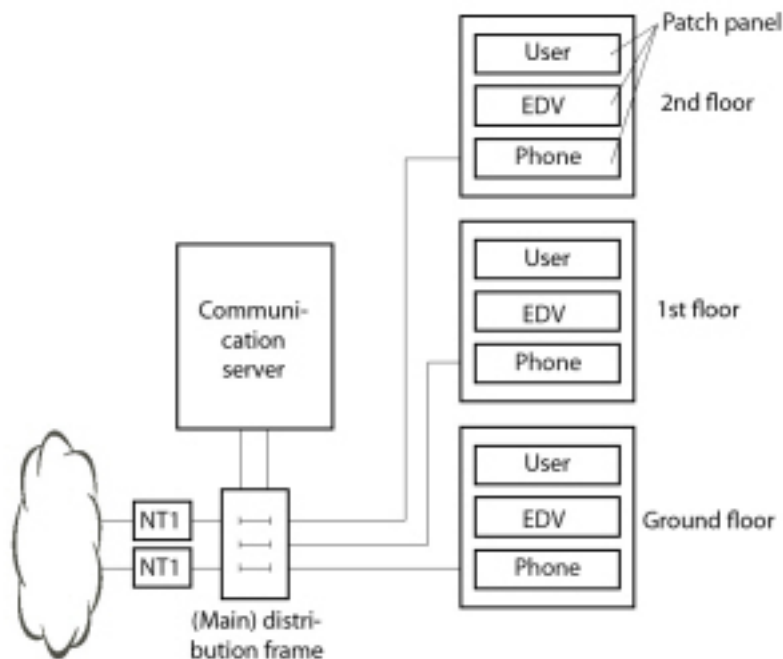 Patch panel
User
EDV
2nd floor
Phone
User
EDV
1st floor
Phone
Communi-
cation
server
User
EDV
Ground floor
Phone
NT1
NT1
(Main) distri-
bution frame